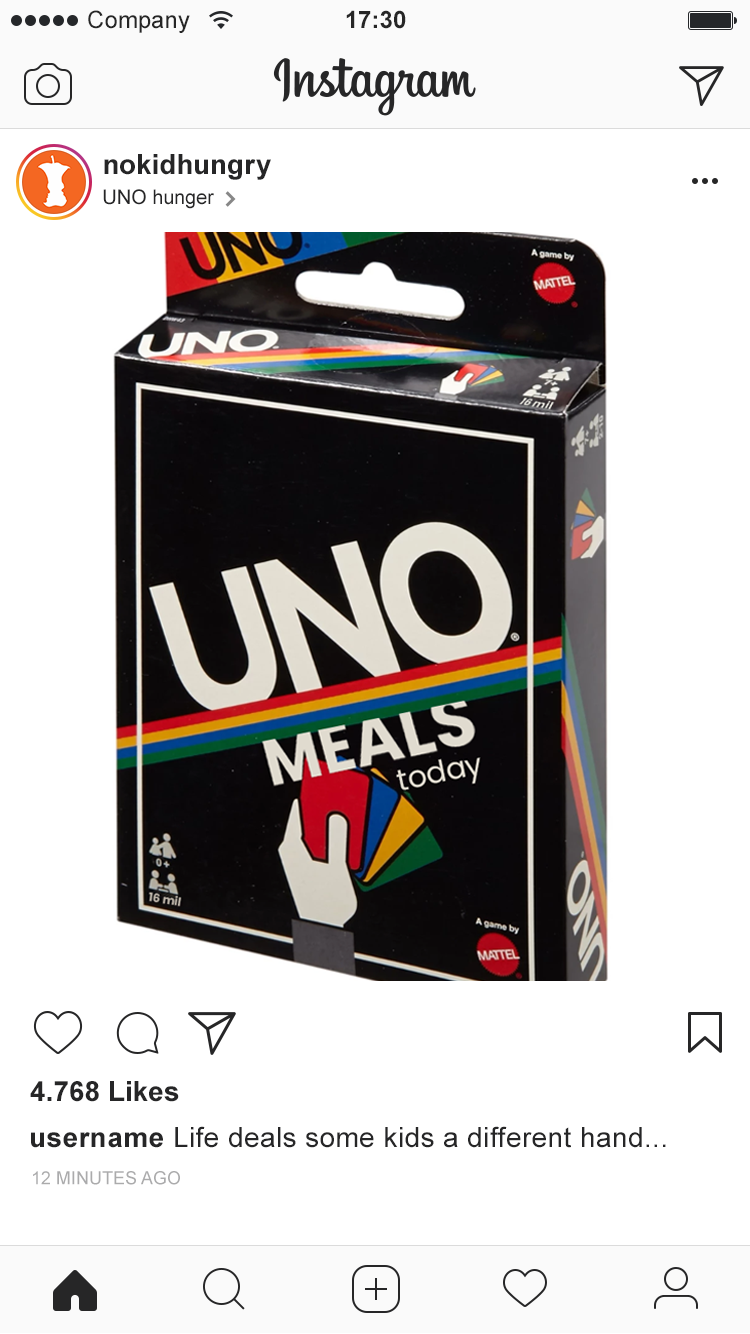 Company
17:30
Instagram
nokidhungry
UNO hunger
UNO
A game by
MATTEL
UNO
7+
16 mil
UNO®
MEALS
today
0+
16 mil
A game by
MATTEL
UNO
4.768 Likes
username Life deals some kids a different hand...
12 MINUTES AGO